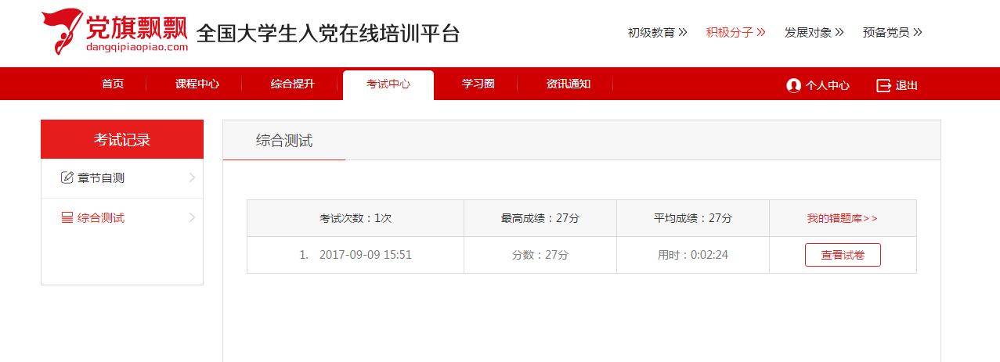 党旗飘飘
dangqipiaopiao.com
全国大学生入党在线培训平台
初级教育 >> 积极分子 >> 发展对象 >> 预备党员 >>
首页 课程中心 综合提升 考试中心 学习圈 资讯通知 个人中心 退出
考试记录
章节自测
综合测试
综合测试
考试次数：1次 最高成绩：27分 平均成绩：27分 我的错题库>>
1. 2017-09-09 15:51 分数：27分 用时：0:02:24 查看试卷